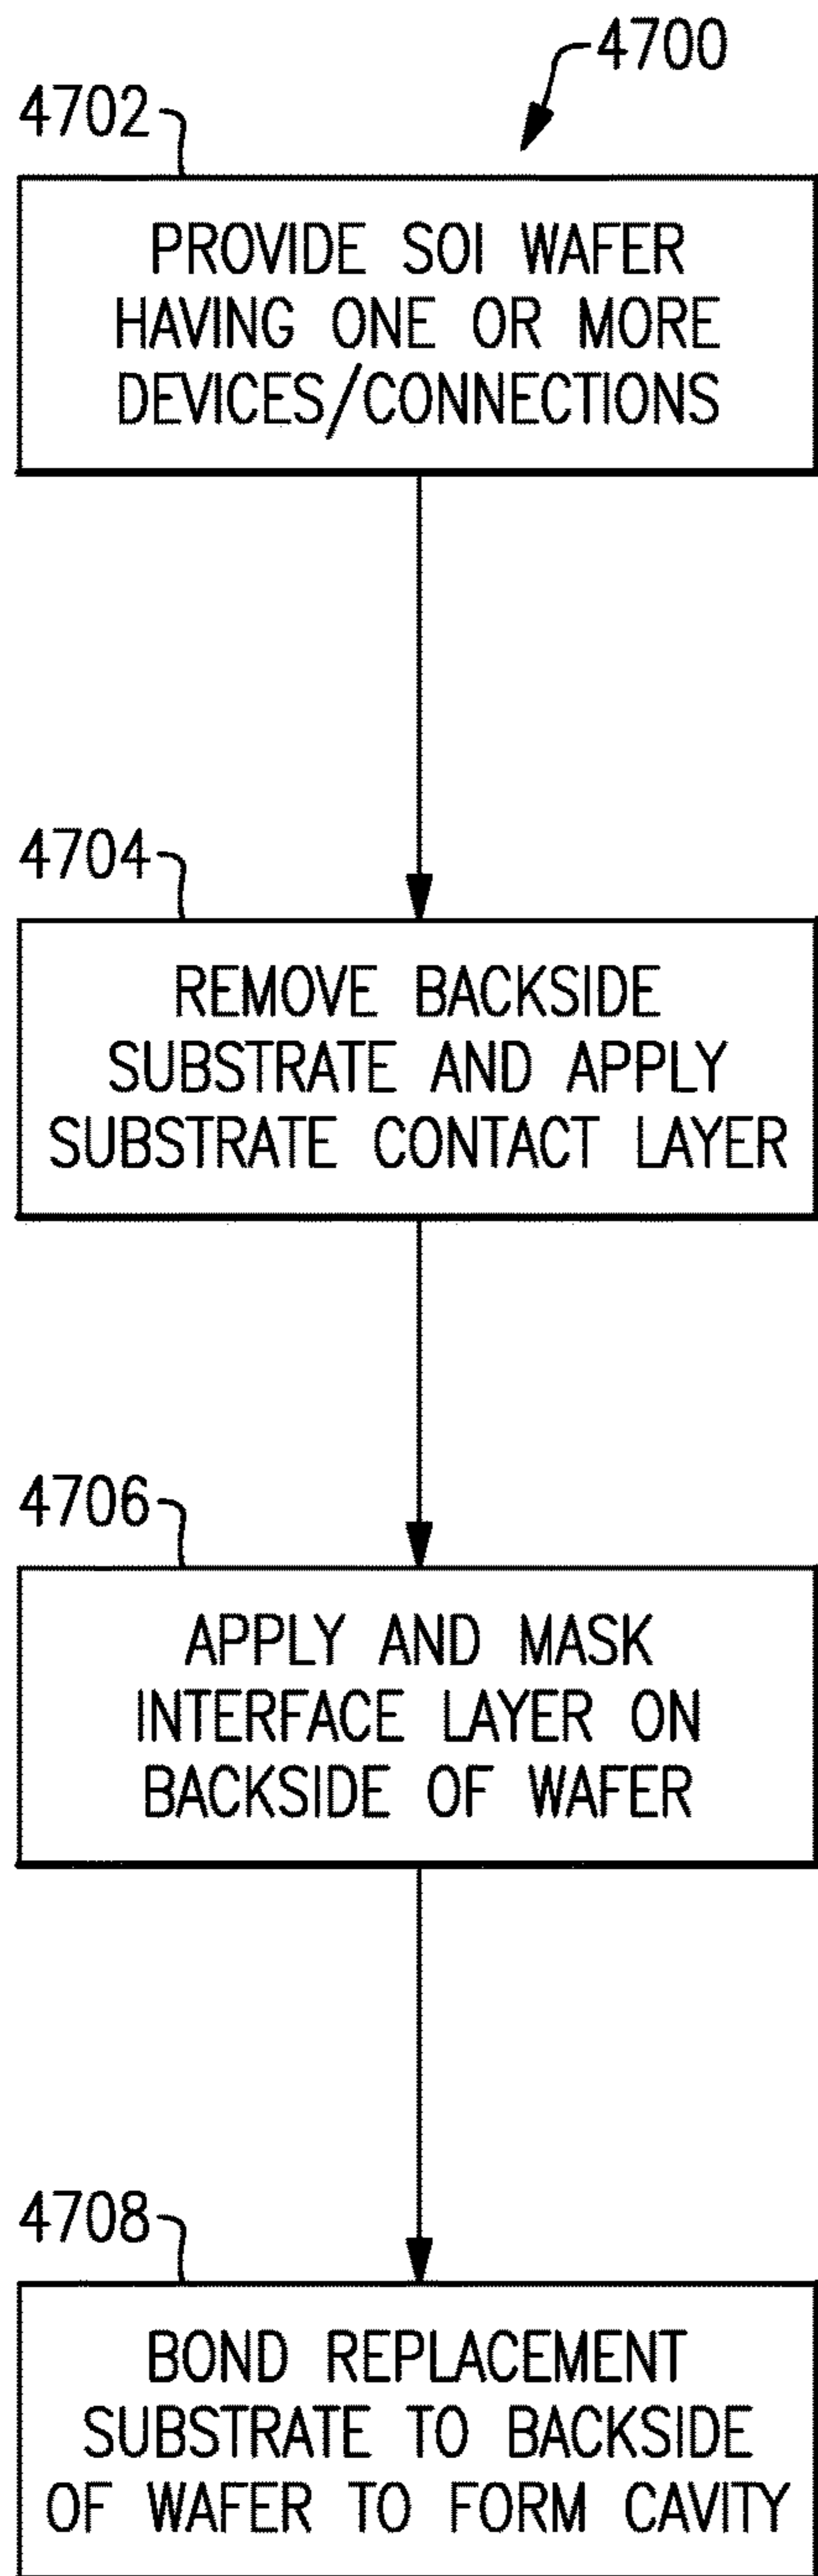 4700
4702
PROVIDE SOI WAFER
HAVING ONE OR MORE
DEVICES/CONNECTIONS
4704
REMOVE BACKSIDE
SUBSTRATE AND APPLY
SUBSTRATE CONTACT LAYER
4706
APPLY AND MASK
INTERFACE LAYER ON
BACKSIDE OF WAFER
4708
BOND REPLACEMENT
SUBSTRATE TO BACKSIDE
OF WAFER TO FORM CAVITY